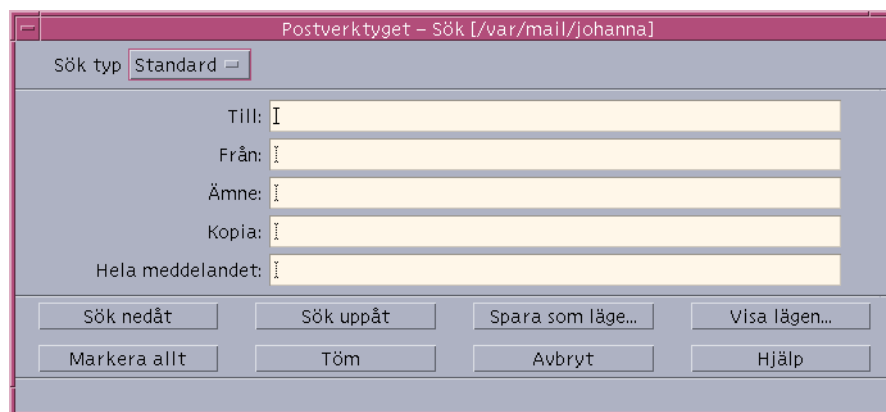 Postverktyget – Sök [/var/mail/johanna]
Sök typ Standard
Till:
Från:
Ämne:
Kopia:
Hela meddelandet:
Sök nedåt Sök uppåt Spara som läge... Visa lägen...
Markera allt Töm Avbryt Hjälp